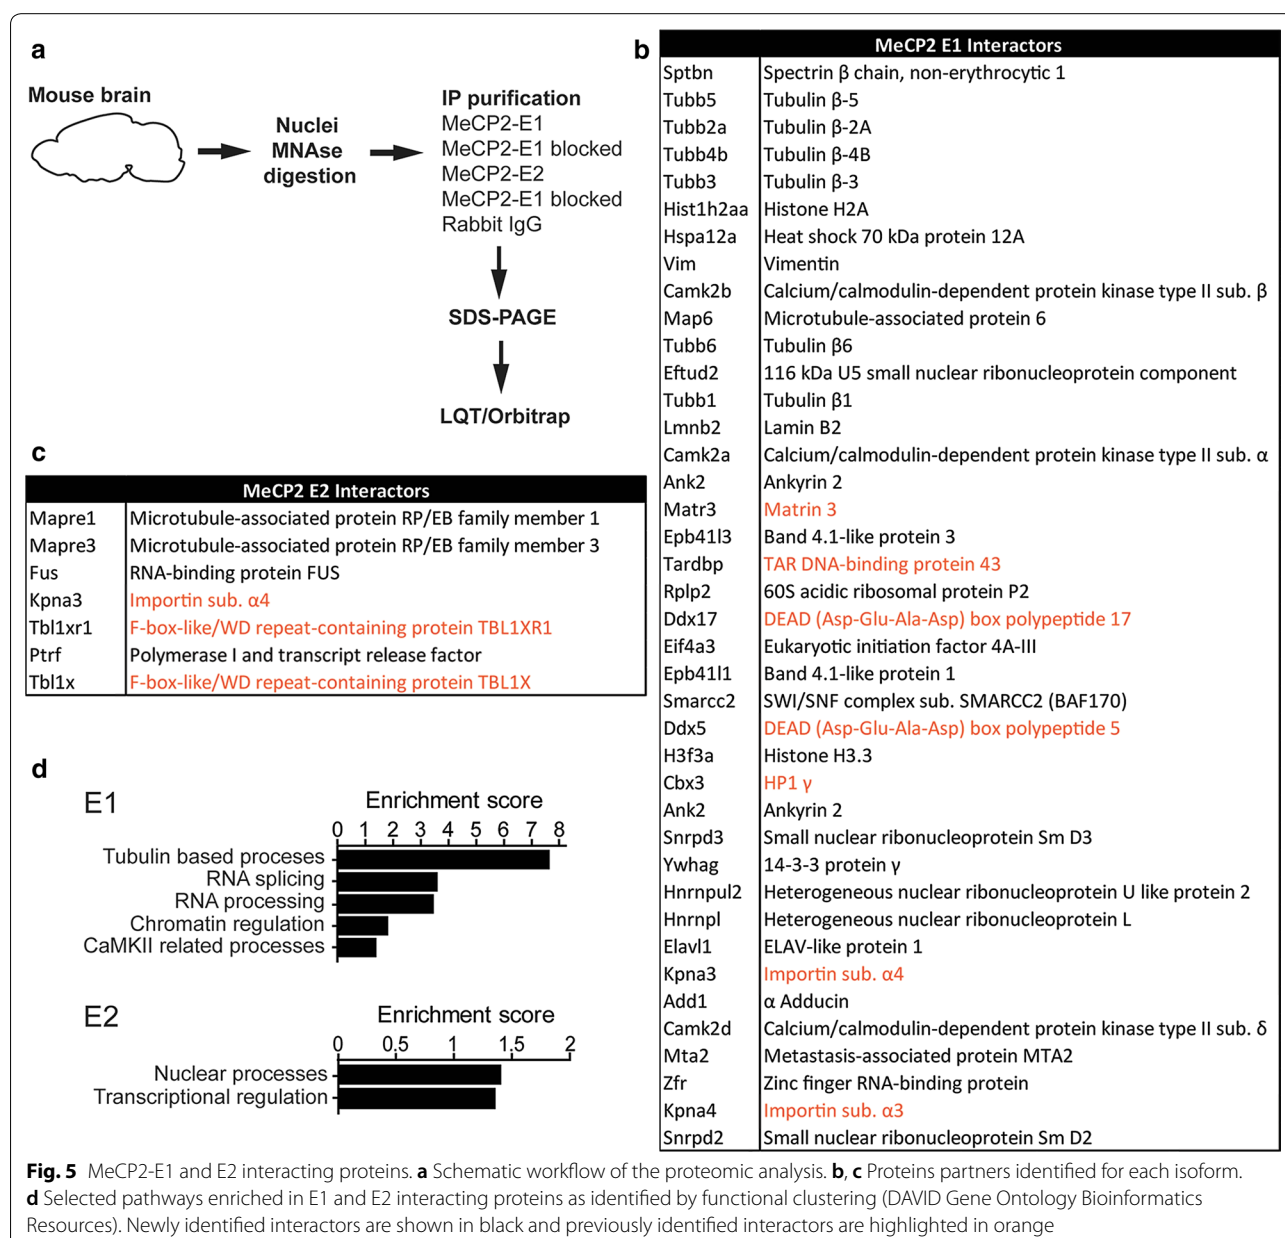 a
Mouse brain
Nuclei
MNAse
digestion
IP purification
MeCP2-E1
MeCP2-E1 blocked
MeCP2-E2
MeCP2-E1 blocked
Rabbit IgG
SDS-PAGE
LQT/Orbitrap
b
MeCP2 E1 Interactors
Sptbn Spectrin β chain, non-erythrocytic 1
Tubb5 Tubulin β-5
Tubb2a Tubulin β-2A
Tubb4b Tubulin β-4B
Tubb3 Tubulin β-3
Hist1h2aa Histone H2A
Hspa12a Heat shock 70 kDa protein 12A
Vim Vimentin
Camk2b Calcium/calmodulin-dependent protein kinase type II sub. β
Map6 Microtubule-associated protein 6
Tubb6 Tubulin β6
Eftud2 116 kDa U5 small nuclear ribonucleoprotein component
Tubb1 Tubulin β1
Lmnb2 Lamin B2
Camk2a Calcium/calmodulin-dependent protein kinase type II sub. α
Ank2 Ankyrin 2
Matr3 Matrin 3
Epb41l3 Band 4.1-like protein 3
Tardbp TAR DNA-binding protein 43
Rplp2 60S acidic ribosomal protein P2
Ddx17 DEAD (Asp-Glu-Ala-Asp) box polypeptide 17
Eif4a3 Eukaryotic initiation factor 4A-III
Epb41l1 Band 4.1-like protein 1
Smarcc2 SWI/SNF complex sub. SMARCC2 (BAF170)
Ddx5 DEAD (Asp-Glu-Ala-Asp) box polypeptide 5
H3f3a Histone H3.3
Cbx3 HP1 γ
Ank2 Ankyrin 2
Snrpd3 Small nuclear ribonucleoprotein Sm D3
Ywhag 14-3-3 protein γ
Hnrnpul2 Heterogeneous nuclear ribonucleoprotein U like protein 2
Hnrnpl Heterogeneous nuclear ribonucleoprotein L
Elavl1 ELAV-like protein 1
Kpna3 Importin sub. α4
Add1 α Adducin
Camk2d Calcium/calmodulin-dependent protein kinase type II sub. δ
Mta2 Metastasis-associated protein MTA2
Zfr Zinc finger RNA-binding protein
Kpna4 Importin sub. α3
Snrpd2 Small nuclear ribonucleoprotein Sm D2
c
MeCP2 E2 Interactors
Mapre1 Microtubule-associated protein RP/EB family member 1
Mapre3 Microtubule-associated protein RP/EB family member 3
Fus RNA-binding protein FUS
Kpna3 Importin sub. α4
Tbl1xr1 F-box-like/WD repeat-containing protein TBL1XR1
Ptrf Polymerase I and transcript release factor
Tbl1x F-box-like/WD repeat-containing protein TBL1X
d
E1
Enrichment score
0 1 2 3 4 5 6 7 8
Tubulin based proceses
RNA splicing
RNA processing
Chromatin regulation
CaMKII related processes
E2
Enrichment score
0 0.5 1 1.5 2
Nuclear processes
Transcriptional regulation
Fig. 5 MeCP2-E1 and E2 interacting proteins. a Schematic workflow of the proteomic analysis. b, c Proteins partners identified for each isoform.
d Selected pathways enriched in E1 and E2 interacting proteins as identified by functional clustering (DAVID Gene Ontology Bioinformatics
Resources). Newly identified interactors are shown in black and previously identified interactors are highlighted in orange